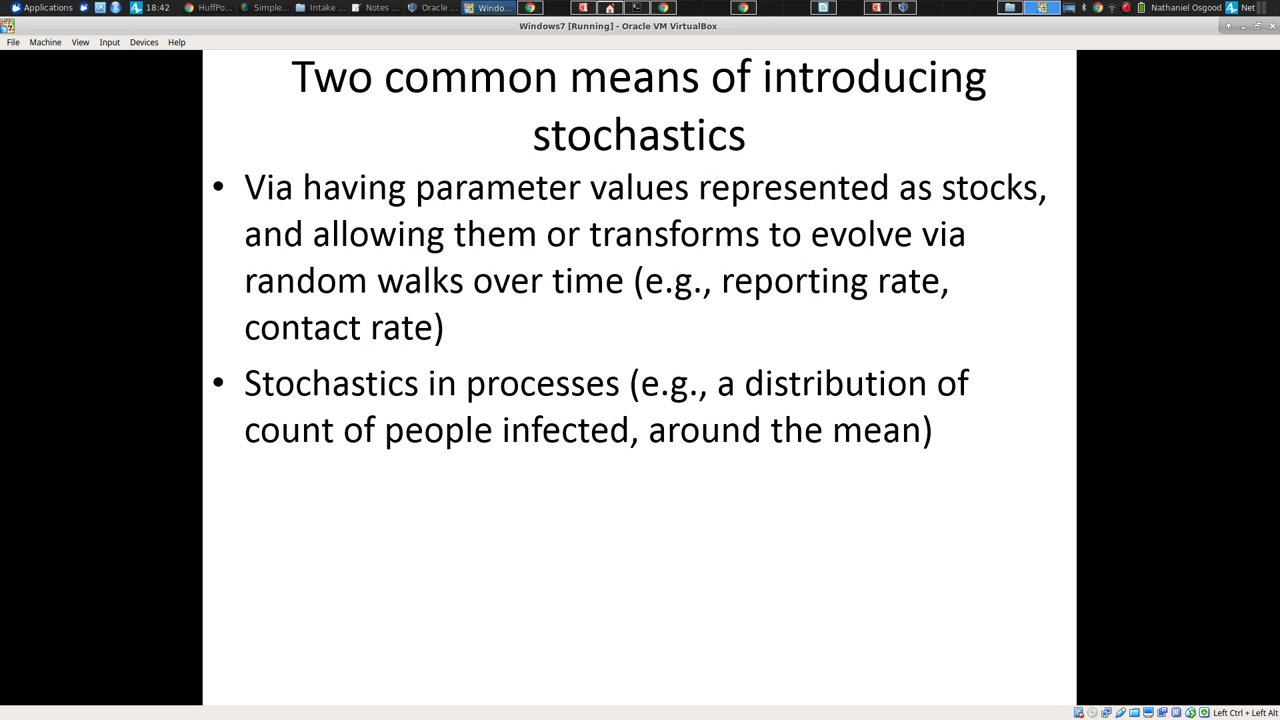 Applications
18:42
HuffPo...
Simple...
Intake ...
Notes ...
Oracle ...
Windo...
Nathaniel Osgood
Net
Windows7 [Running] - Oracle VM VirtualBox
File Machine View Input Devices Help
Two common means of introducing
stochastics
• Via having parameter values represented as stocks,
and allowing them or transforms to evolve via
random walks over time (e.g., reporting rate,
contact rate)
• Stochastics in processes (e.g., a distribution of
count of people infected, around the mean)
Left Ctrl + Left Alt